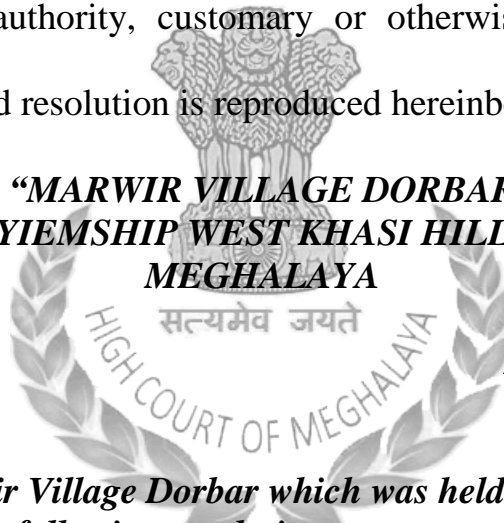 authority, customary or otherwis
d resolution is reproduced hereinb
“MARWIR VILLAGE DORBAR
YIEMSHIP WEST KHASI HILL
MEGHALAYA
सत्यमेव जयते
HIGH COURT OF MEGHALAYA
ir Village Dorbar which was held